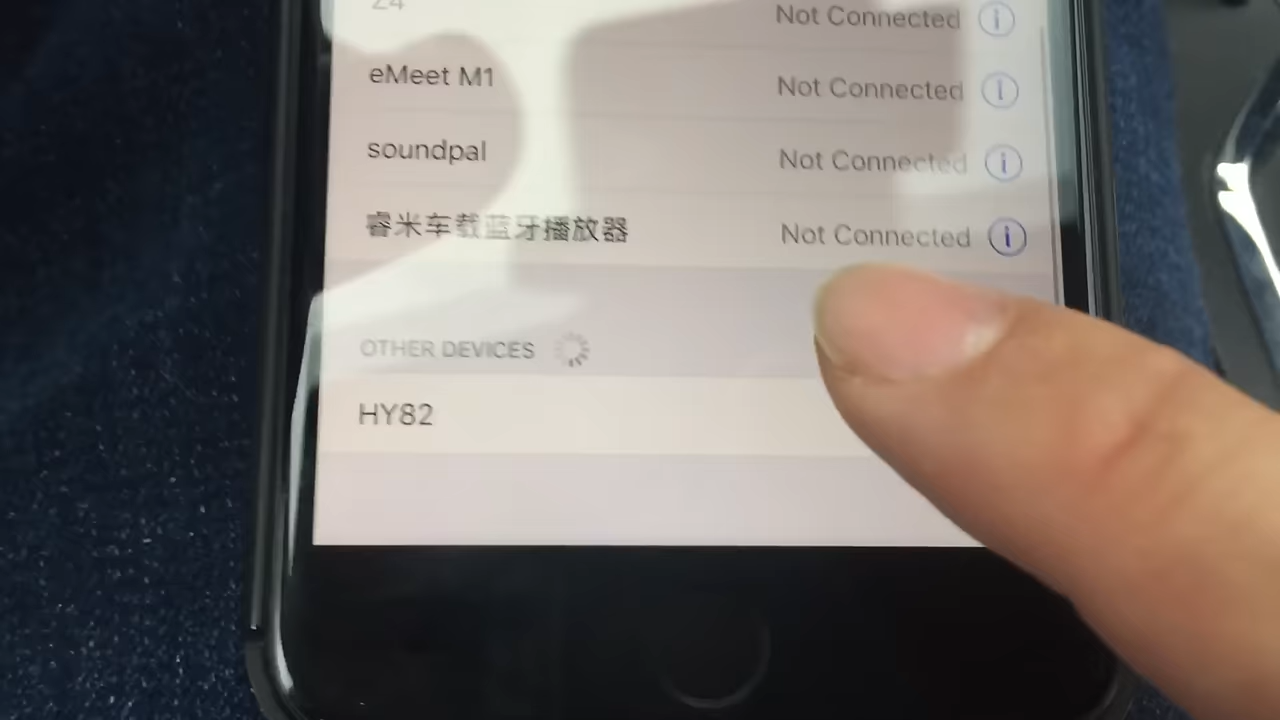 Z4 Not Connected
eMeet M1 Not Connected
soundpal Not Connected
睿米车载蓝牙播放器 Not Connected
OTHER DEVICES
HY82